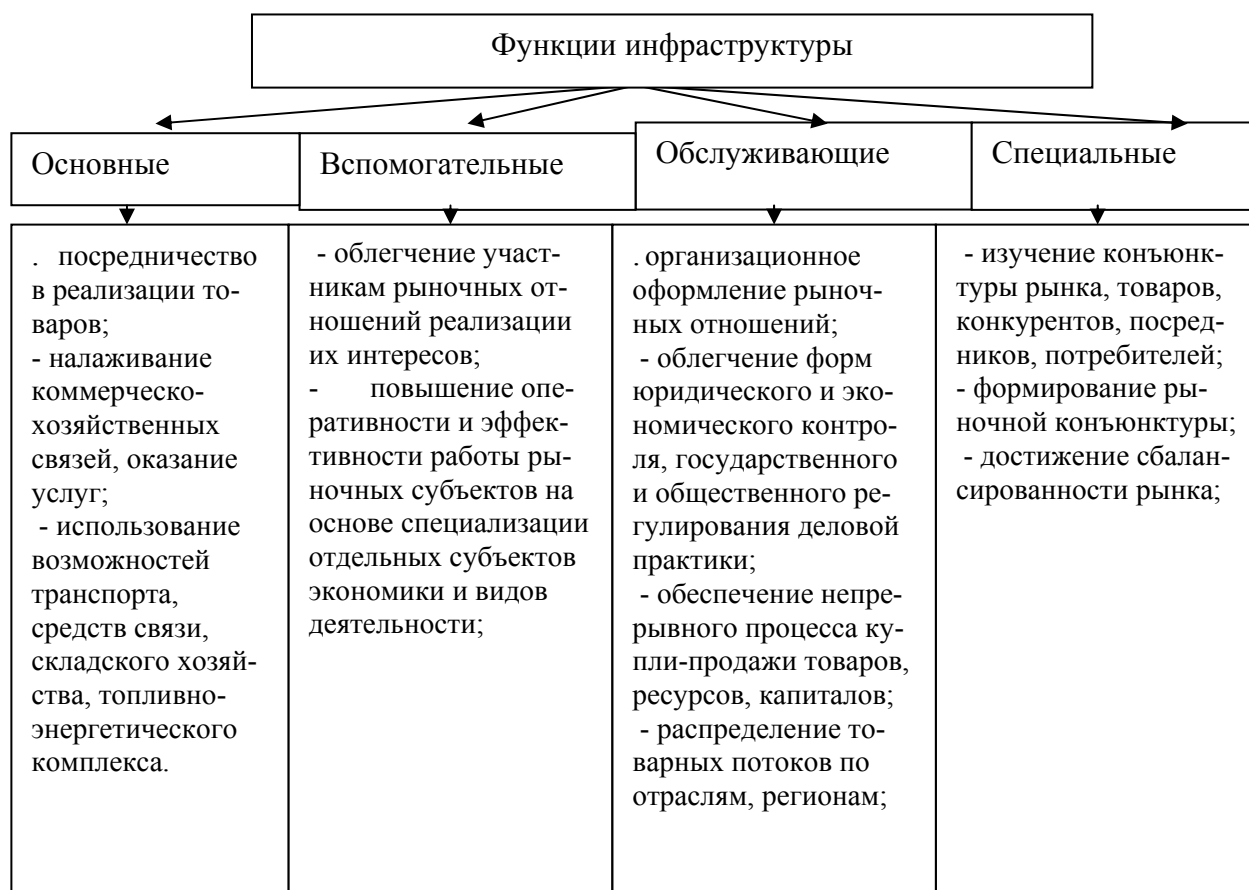 Функции инфраструктуры
Основные
Вспомогательные
Обслуживающие
Специальные
. посредничество
в реализации то-
варов;
- налаживание
коммерческо-
хозяйственных
связей, оказание
услуг;
- использование
возможностей
транспорта,
средств связи,
складского хозяй-
ства, топливно-
энергетического
комплекса.
- облегчение участ-
никам рыночных от-
ношений реализации
их интересов;
- повышение опе-
ративности и эффек-
тивности работы ры-
ночных субъектов на
основе специализации
отдельных субъектов
экономики и видов
деятельности;
. организационное
оформление рыноч-
ных отношений;
- облегчение форм
юридического и эко-
номического контро-
ля, государственного
и общественного ре-
гулирования деловой
практики;
- обеспечение непре-
рывного процесса ку-
пли-продажи товаров,
ресурсов, капиталов;
- распределение то-
варных потоков по
отраслям, регионам;
- изучение конъюнк-
туры рынка, товаров,
конкурентов, посред-
ников, потребителей;
- формирование ры-
ночной конъюнктуры;
- достижение сбалан-
сированности рынка;